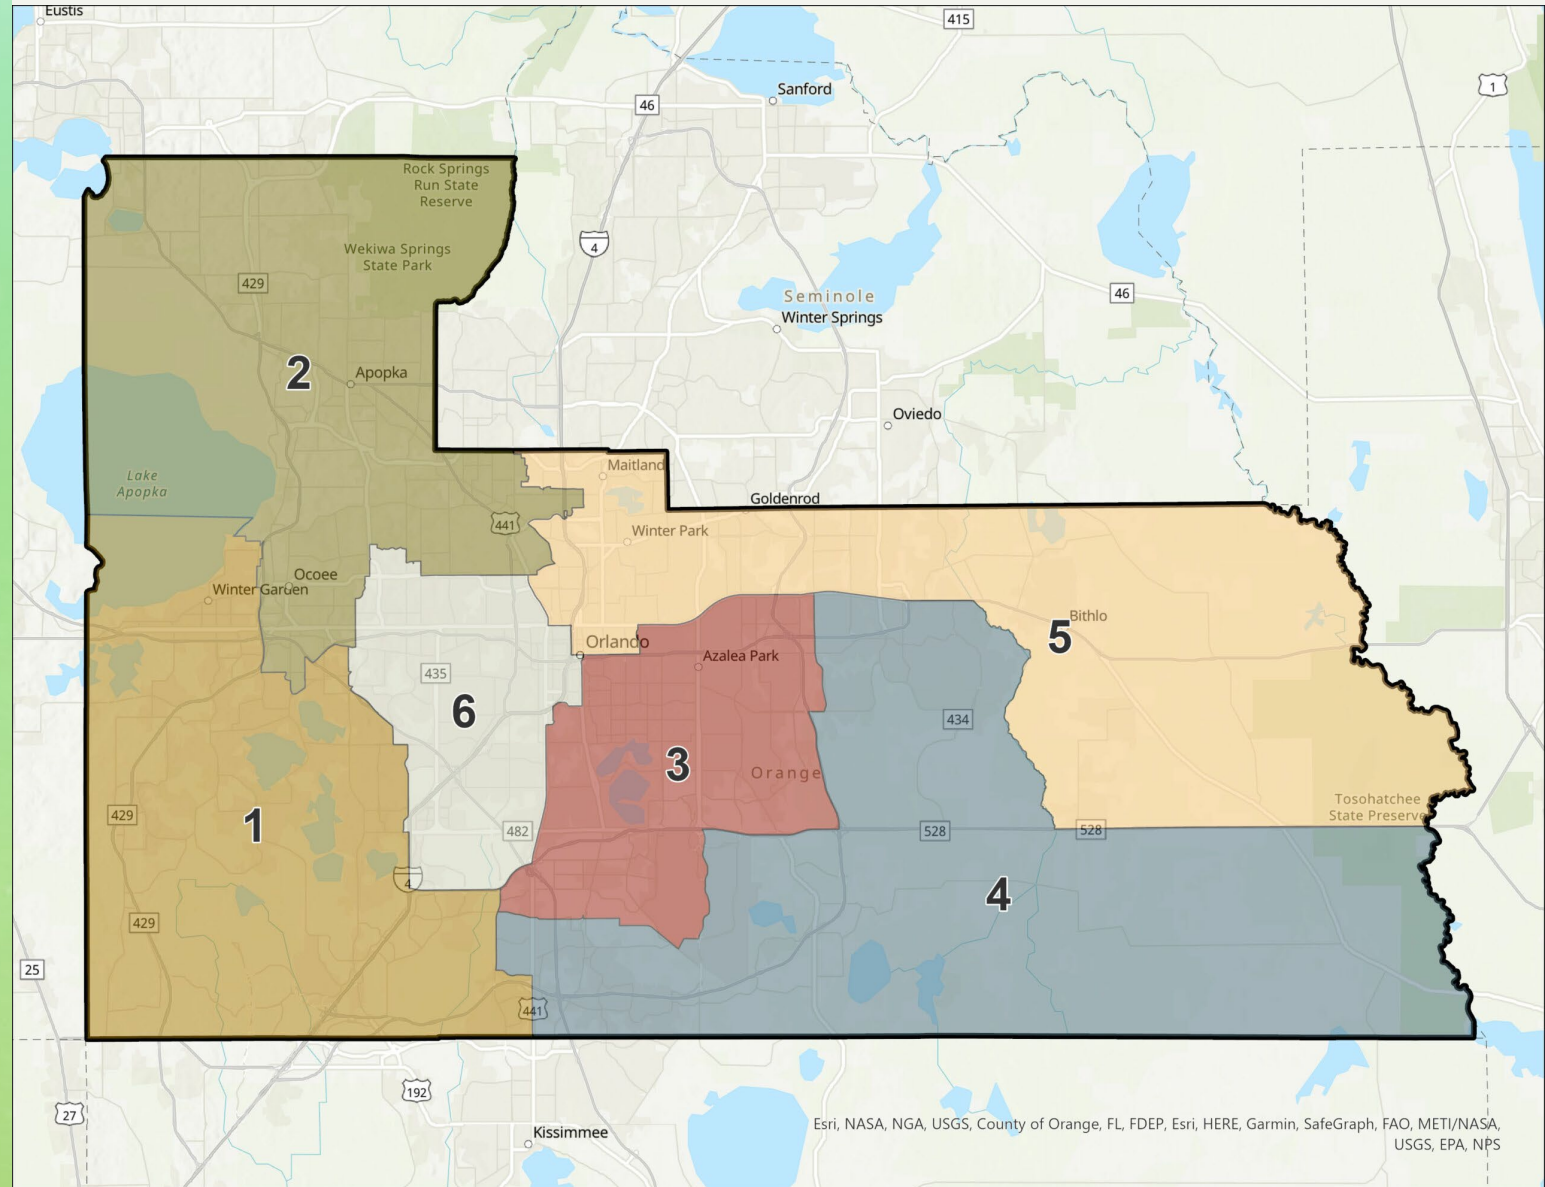 Eustis
415
1
Sanford
46
Rock Springs
Run State
Reserve
Wekiwa Springs
State Park
4
429
Seminole
46
Winter Springs
2
Apopka
Oviedo
Maitland
Lake
Apopka
Goldenrod
441
Winter Park
Ocoee
Winter Garden
Bithlo
5
Orlando
Azalea Park
435
6
434
3
Orange
Tosohatchee
State Preserve
429
1
482
528
528
4
4
429
25
441
192
27
Kissimmee
Esri, NASA, NGA, USGS, County of Orange, FL, FDEP, Esri, HERE, Garmin, SafeGraph, FAO, METI/NASA,
USGS, EPA, NPS